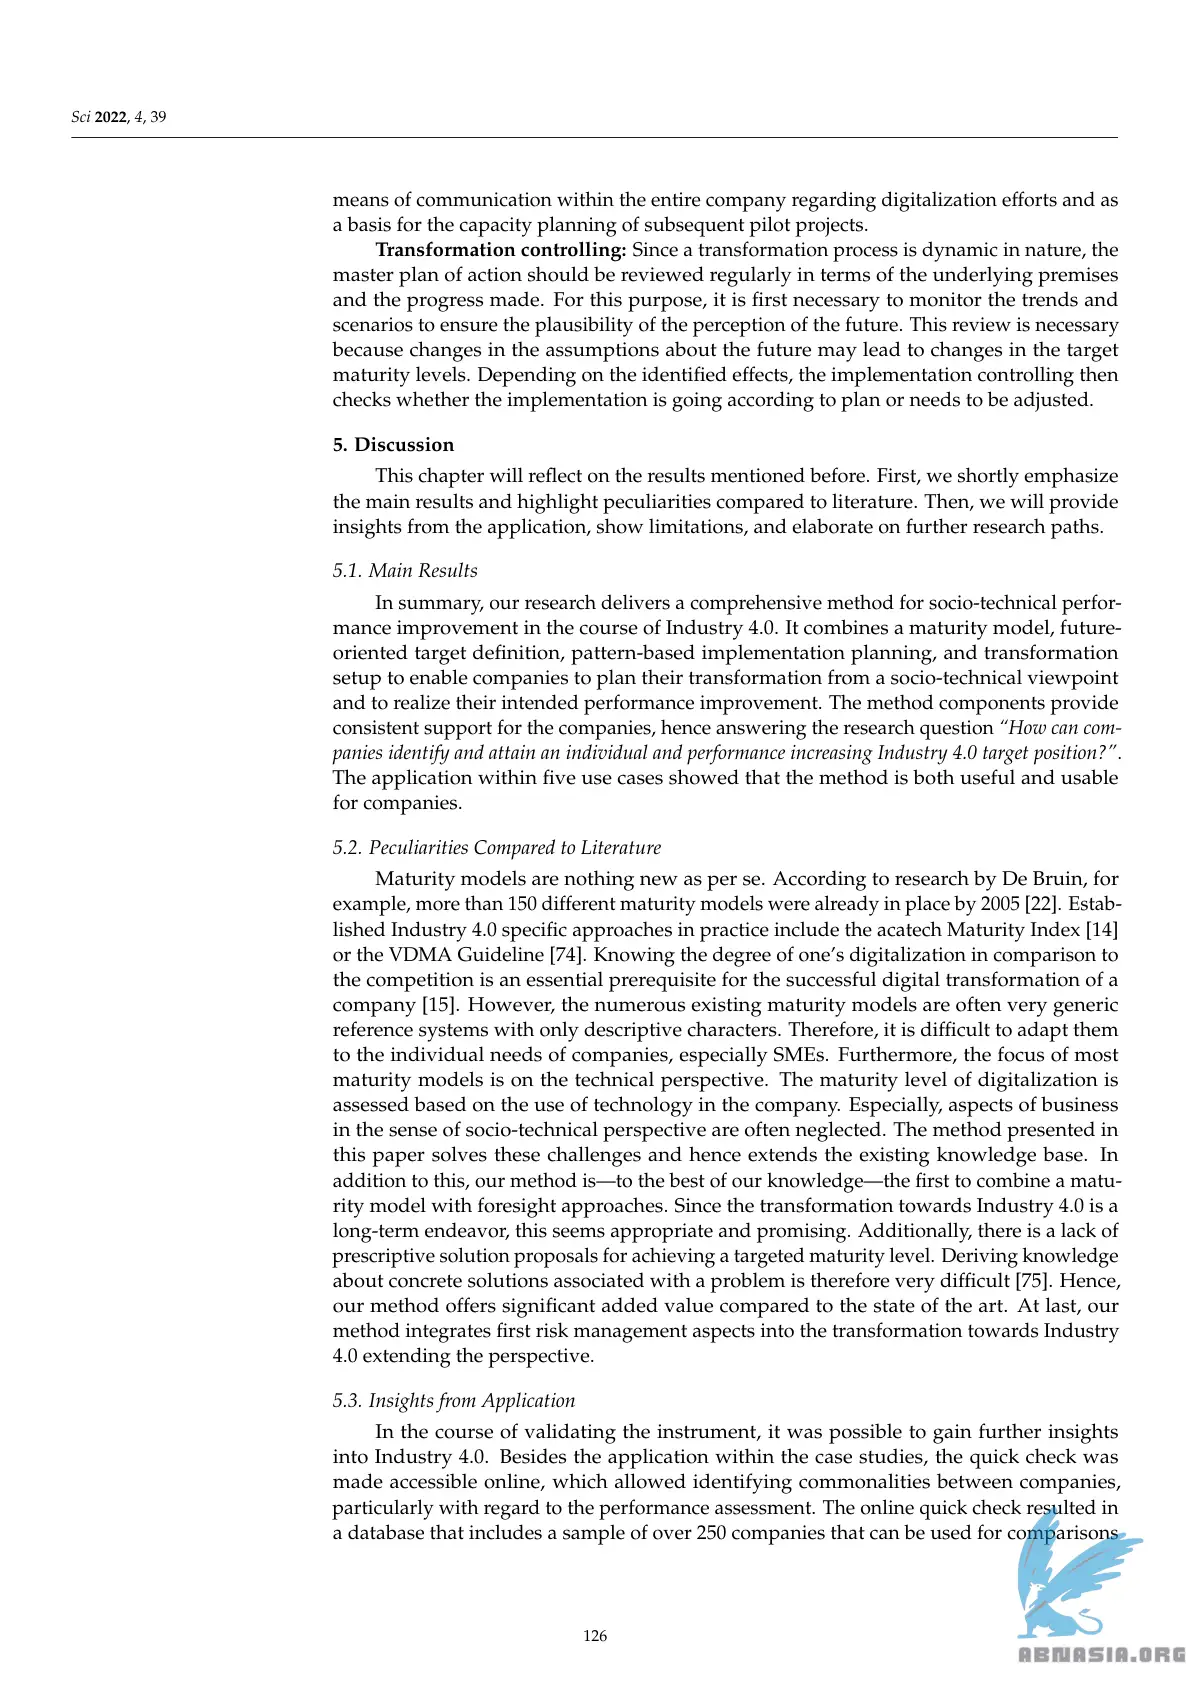 Sci 2022, 4, 39
means of communication within the entire company regarding digitalization efforts and as
a basis for the capacity planning of subsequent pilot projects.
Transformation controlling: Since a transformation process is dynamic in nature, the
master plan of action should be reviewed regularly in terms of the underlying premises
and the progress made. For this purpose, it is first necessary to monitor the trends and
scenarios to ensure the plausibility of the perception of the future. This review is necessary
because changes in the assumptions about the future may lead to changes in the target
maturity levels. Depending on the identified effects, the implementation controlling then
checks whether the implementation is going according to plan or needs to be adjusted.
5. Discussion
This chapter will reflect on the results mentioned before. First, we shortly emphasize
the main results and highlight peculiarities compared to literature. Then, we will provide
insights from the application, show limitations, and elaborate on further research paths.
5.1. Main Results
In summary, our research delivers a comprehensive method for socio-technical perfor-
mance improvement in the course of Industry 4.0. It combines a maturity model, future-
oriented target definition, pattern-based implementation planning, and transformation
setup to enable companies to plan their transformation from a socio-technical viewpoint
and to realize their intended performance improvement. The method components provide
consistent support for the companies, hence answering the research question “How can com-
panies identify and attain an individual and performance increasing Industry 4.0 target position?”.
The application within five use cases showed that the method is both useful and usable
for companies.
5.2. Peculiarities Compared to Literature
Maturity models are nothing new as per se. According to research by De Bruin, for
example, more than 150 different maturity models were already in place by 2005 [22]. Estab-
lished Industry 4.0 specific approaches in practice include the acatech Maturity Index [14]
or the VDMA Guideline [74]. Knowing the degree of one’s digitalization in comparison to
the competition is an essential prerequisite for the successful digital transformation of a
company [15]. However, the numerous existing maturity models are often very generic
reference systems with only descriptive characters. Therefore, it is difficult to adapt them
to the individual needs of companies, especially SMEs. Furthermore, the focus of most
maturity models is on the technical perspective. The maturity level of digitalization is
assessed based on the use of technology in the company. Especially, aspects of business
in the sense of socio-technical perspective are often neglected. The method presented in
this paper solves these challenges and hence extends the existing knowledge base. In
addition to this, our method is—to the best of our knowledge—the first to combine a matu-
rity model with foresight approaches. Since the transformation towards Industry 4.0 is a
long-term endeavor, this seems appropriate and promising. Additionally, there is a lack of
prescriptive solution proposals for achieving a targeted maturity level. Deriving knowledge
about concrete solutions associated with a problem is therefore very difficult [75]. Hence,
our method offers significant added value compared to the state of the art. At last, our
method integrates first risk management aspects into the transformation towards Industry
4.0 extending the perspective.
5.3. Insights from Application
In the course of validating the instrument, it was possible to gain further insights
into Industry 4.0. Besides the application within the case studies, the quick check was
made accessible online, which allowed identifying commonalities between companies,
particularly with regard to the performance assessment. The online quick check resulted in
a database that includes a sample of over 250 companies that can be used for comparisons
126
ABNASIA.ORG